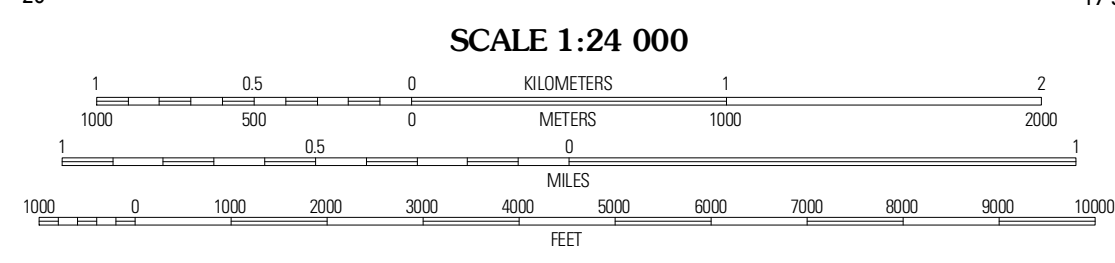 SCALE 1:24 000
1 0.5 0 KILOMETERS 1 2
1000 500 0 METERS 1000 2000
1 0.5 0 1
MILES
1000 0 1000 2000 3000 4000 5000 6000 7000 8000 9000 10000
FEET